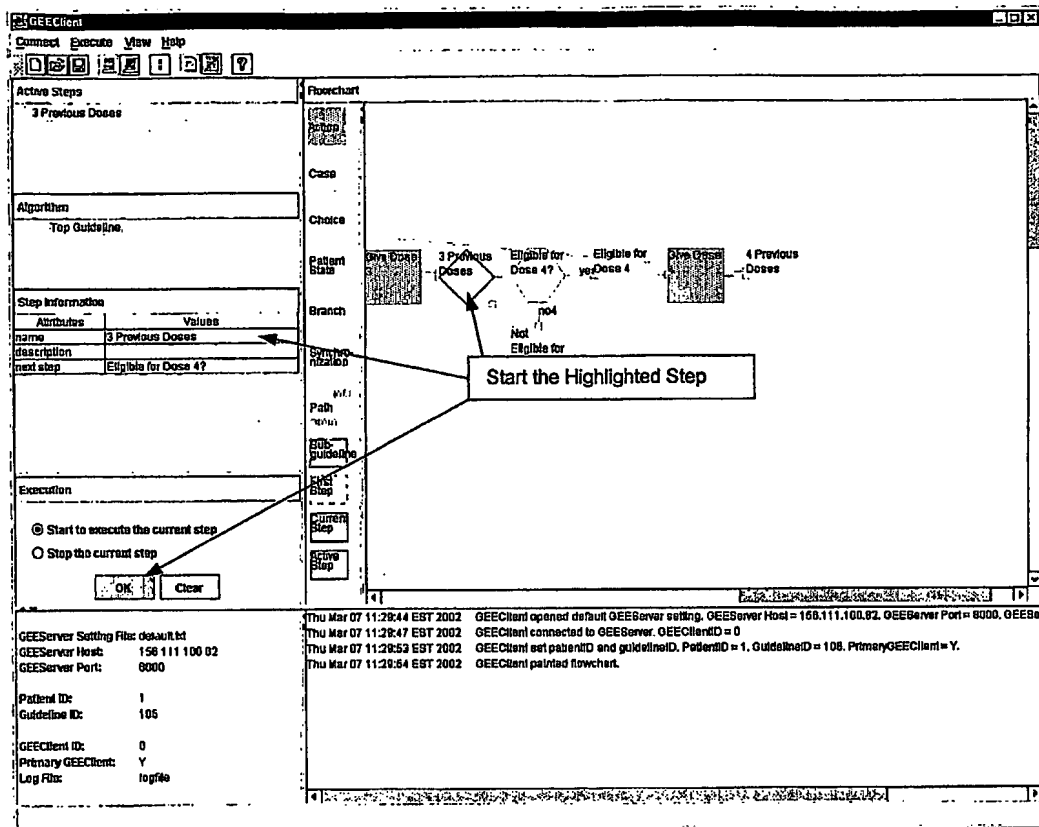 GEEClient
Connect Execute View Help
Active Steps
3 Previous Doses
Algorithm
Top Guideline,
Step Information
Attributes Values
name 3 Previous Doses
description
next step Eligible for Dose 4?
Execution
Start to execute the current step
Stop the current step
OK Clear
Flowchart
Action
Case
Choice
Patient
State
Branch
Synchro-
nization
Path
Sub-
guideline
First
Step
Current
Step
Active
Step
Give Dose
3
3 Previous
Doses
Eligible for
Dose 4?
yes
Eligible for
Dose 4
Give Dose
4 Previous
Doses
no4
Not
Eligible for
Start the Highlighted Step
GEEServer Setting File: default.txt
GEEServer Host: 156 111 100 82
GEEServer Port: 8000
Patient ID: 1
Guideline ID: 105
GEEClient ID: 0
Primary GEEClient: Y
Log File: logfile
Thu Mar 07 11:29:44 EST 2002 GEEClient opened default GEEServer setting. GEEServer Host = 156.111.100.82. GEEServer Port = 8000. GEESe
Thu Mar 07 11:29:47 EST 2002 GEEClient connected to GEEServer. GEEClientID = 0
Thu Mar 07 11:29:53 EST 2002 GEEClient set patientID and guidelineID. PatientID = 1. GuidelineID = 105. PrimaryGEEClient = Y.
Thu Mar 07 11:29:54 EST 2002 GEEClient painted flowchart.